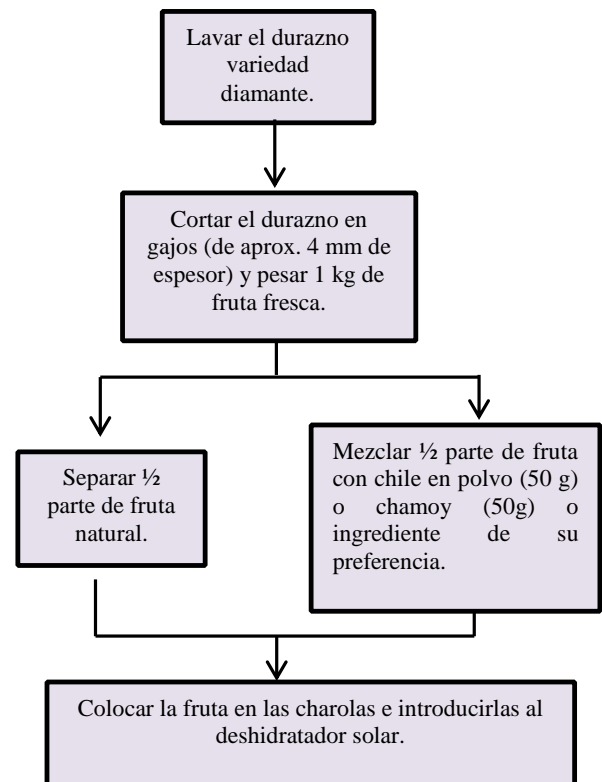 Lavar el durazno
variedad
diamante.
Cortar el durazno en
gajos (de aprox. 4 mm de
espesor) y pesar 1 kg de
fruta fresca.
Separar ½
parte de fruta
natural.
Mezclar ½ parte de fruta
con chile en polvo (50 g)
o chamoy (50g) o
ingrediente de su
preferencia.
Colocar la fruta en las charolas e introducirlas al
deshidratador solar.